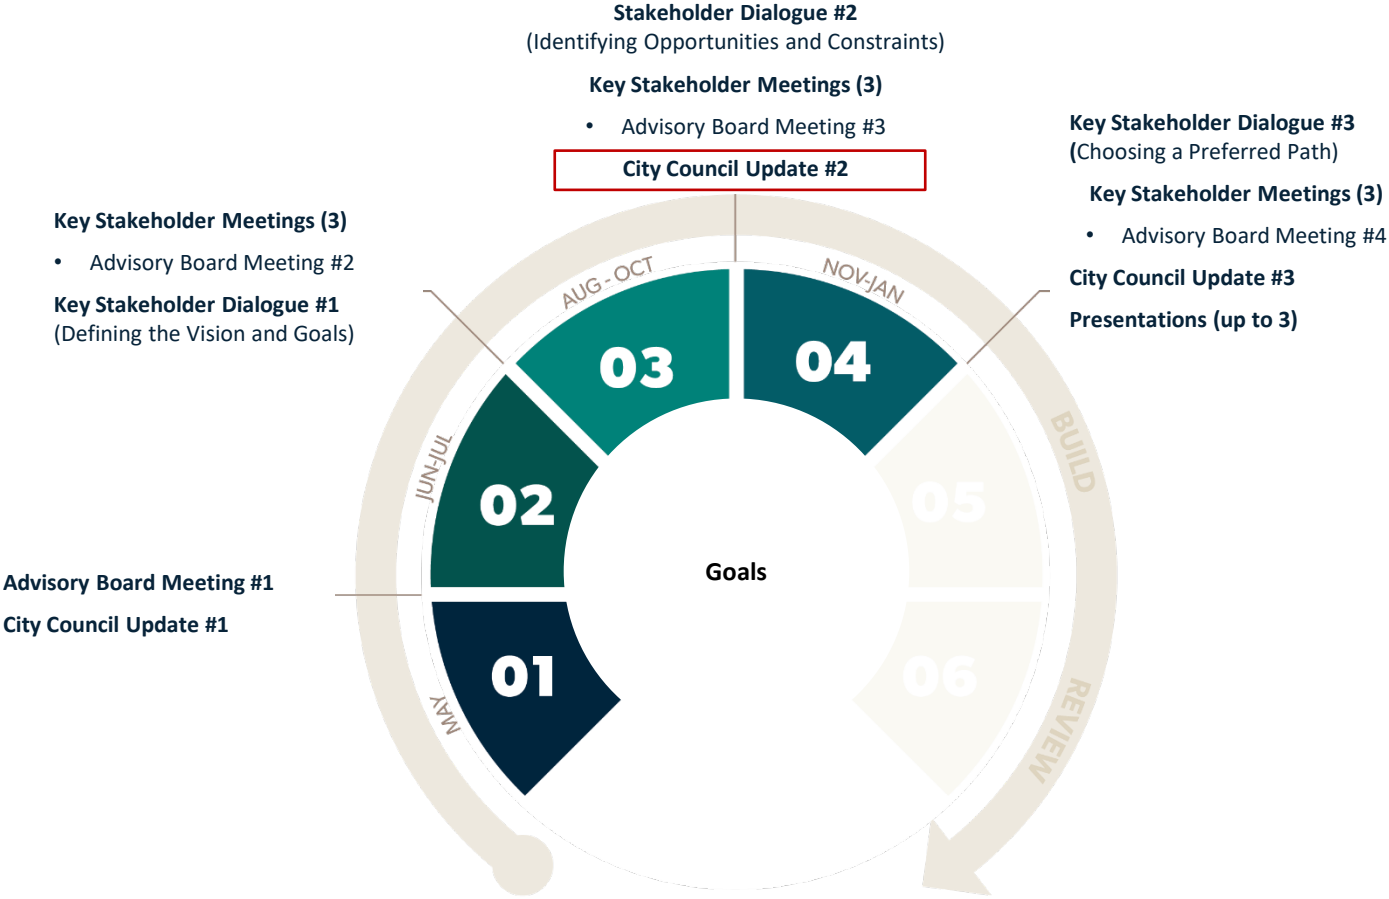 Stakeholder Dialogue #2
(Identifying Opportunities and Constraints)
Key Stakeholder Meetings (3)
• Advisory Board Meeting #3
City Council Update #2
Key Stakeholder Dialogue #3
(Choosing a Preferred Path)
Key Stakeholder Meetings (3)
• Advisory Board Meeting #4
City Council Update #3
Presentations (up to 3)
Key Stakeholder Meetings (3)
• Advisory Board Meeting #2
Key Stakeholder Dialogue #1
(Defining the Vision and Goals)
Advisory Board Meeting #1
City Council Update #1
MAY
JUN-JUL
AUG - OCT
NOV-JAN
BUILD
REVIEW
01
02
03
04
05
06
Goals